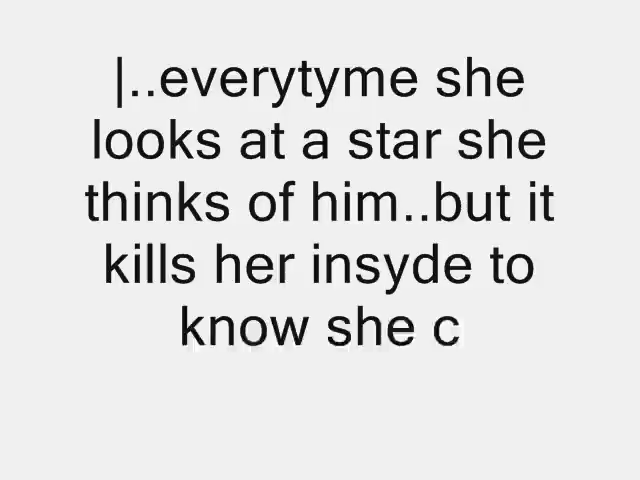 |..everytyme she
looks at a star she
thinks of him..but it
kills her insyde to
know she c